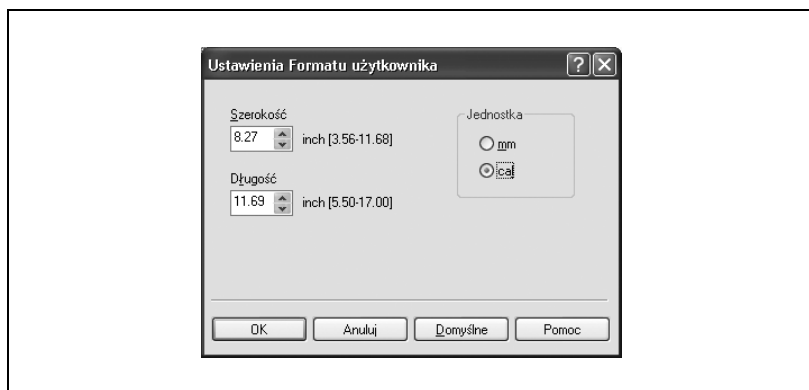 Ustawienia Formatu użytkownika
Szerokość
8.27 inch [3.56-11.68]
Długość
11.69 inch [5.50-17.00]
Jednostka
mm
cal
OK Anuluj Domyślne Pomoc